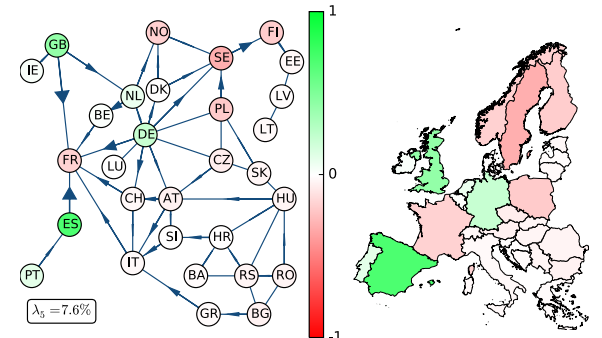 NO
FI
GB
SE
EE
IE
NL
DK
LV
BE
PL
DE
LT
FR
LU
CZ
SK
CH
AT
HU
ES
SI
HR
IT
PT
BA
RS
RO
GR
BG
λ₅ = 7.6%
1
0
-1